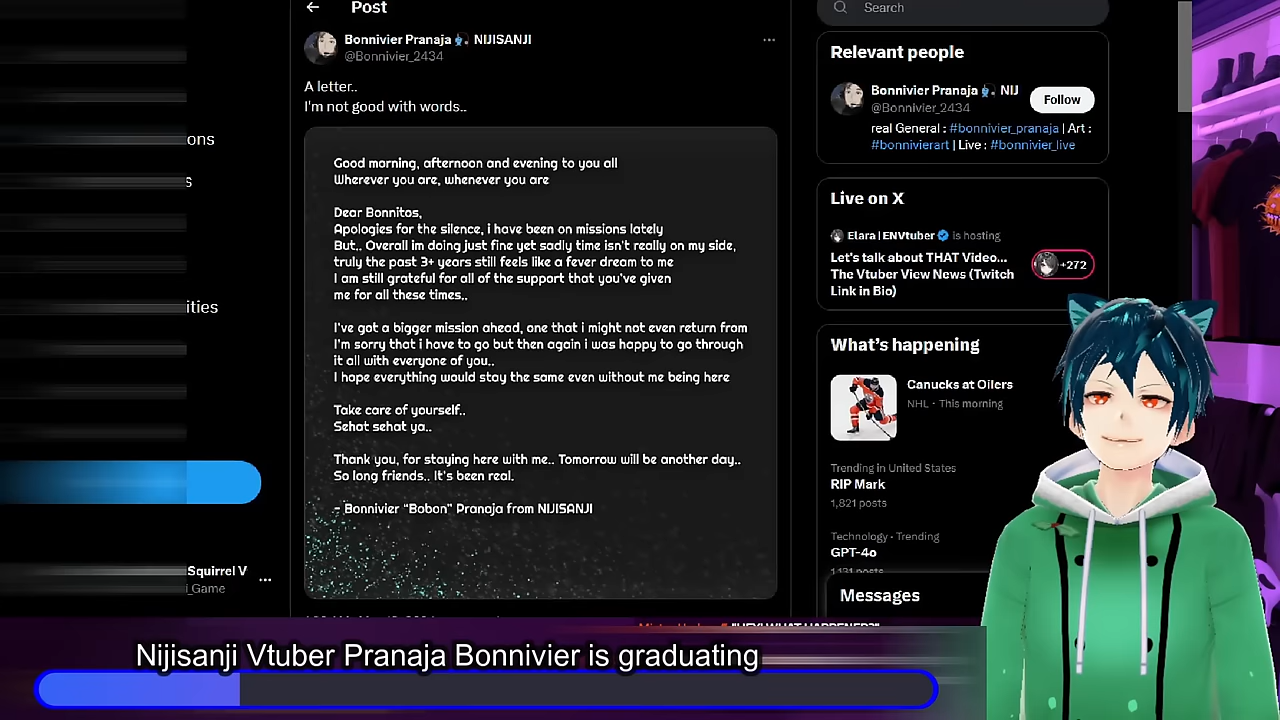 Post
Search
Bonnivier Pranaja NIJISANJI
@Bonnivier_2434
A letter..
I'm not good with words..
Good morning, afternoon and evening to you all
Wherever you are, whenever you are
Dear Bonnitos,
Apologies for the silence, i have been on missions lately
But.. Overall im doing just fine yet sadly time isn't really on my side,
truly the past 3+ years still feels like a fever dream to me
I am still grateful for all of the support that you've given
me for all these times..
I've got a bigger mission ahead, one that i might not even return from
I'm sorry that i have to go but then again i was happy to go through
it all with everyone of you..
I hope everything would stay the same even without me being here
Take care of yourself..
Sehat sehat ya..
Thank you, for staying here with me.. Tomorrow will be another day..
So long friends.. It's been real.
- Bonnivier “Bobon” Pranaja from NIJISANJI
ons
s
ities
Squirrel V
i_Game
Relevant people
Bonnivier Pranaja NIJ
@Bonnivier_2434
Follow
real General : #bonnivier_pranaja | Art :
#bonnivierart | Live : #bonnivier_live
Live on X
Elara | ENVtuber is hosting
Let's talk about THAT Video...
The Vtuber View News (Twitch
Link in Bio)
+272
What's happening
Canucks at Oilers
NHL · This morning
Trending in United States
RIP Mark
1,821 posts
Technology · Trending
GPT-4o
posts
Messages
Nijisanji Vtuber Pranaja Bonnivier is graduating